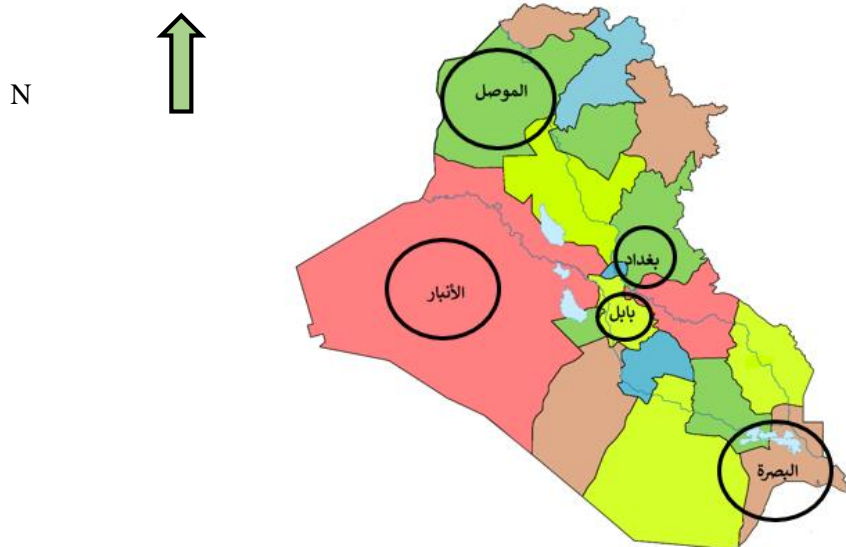 N
الموصل
بغداد
الأنبار
بابل
البصرة